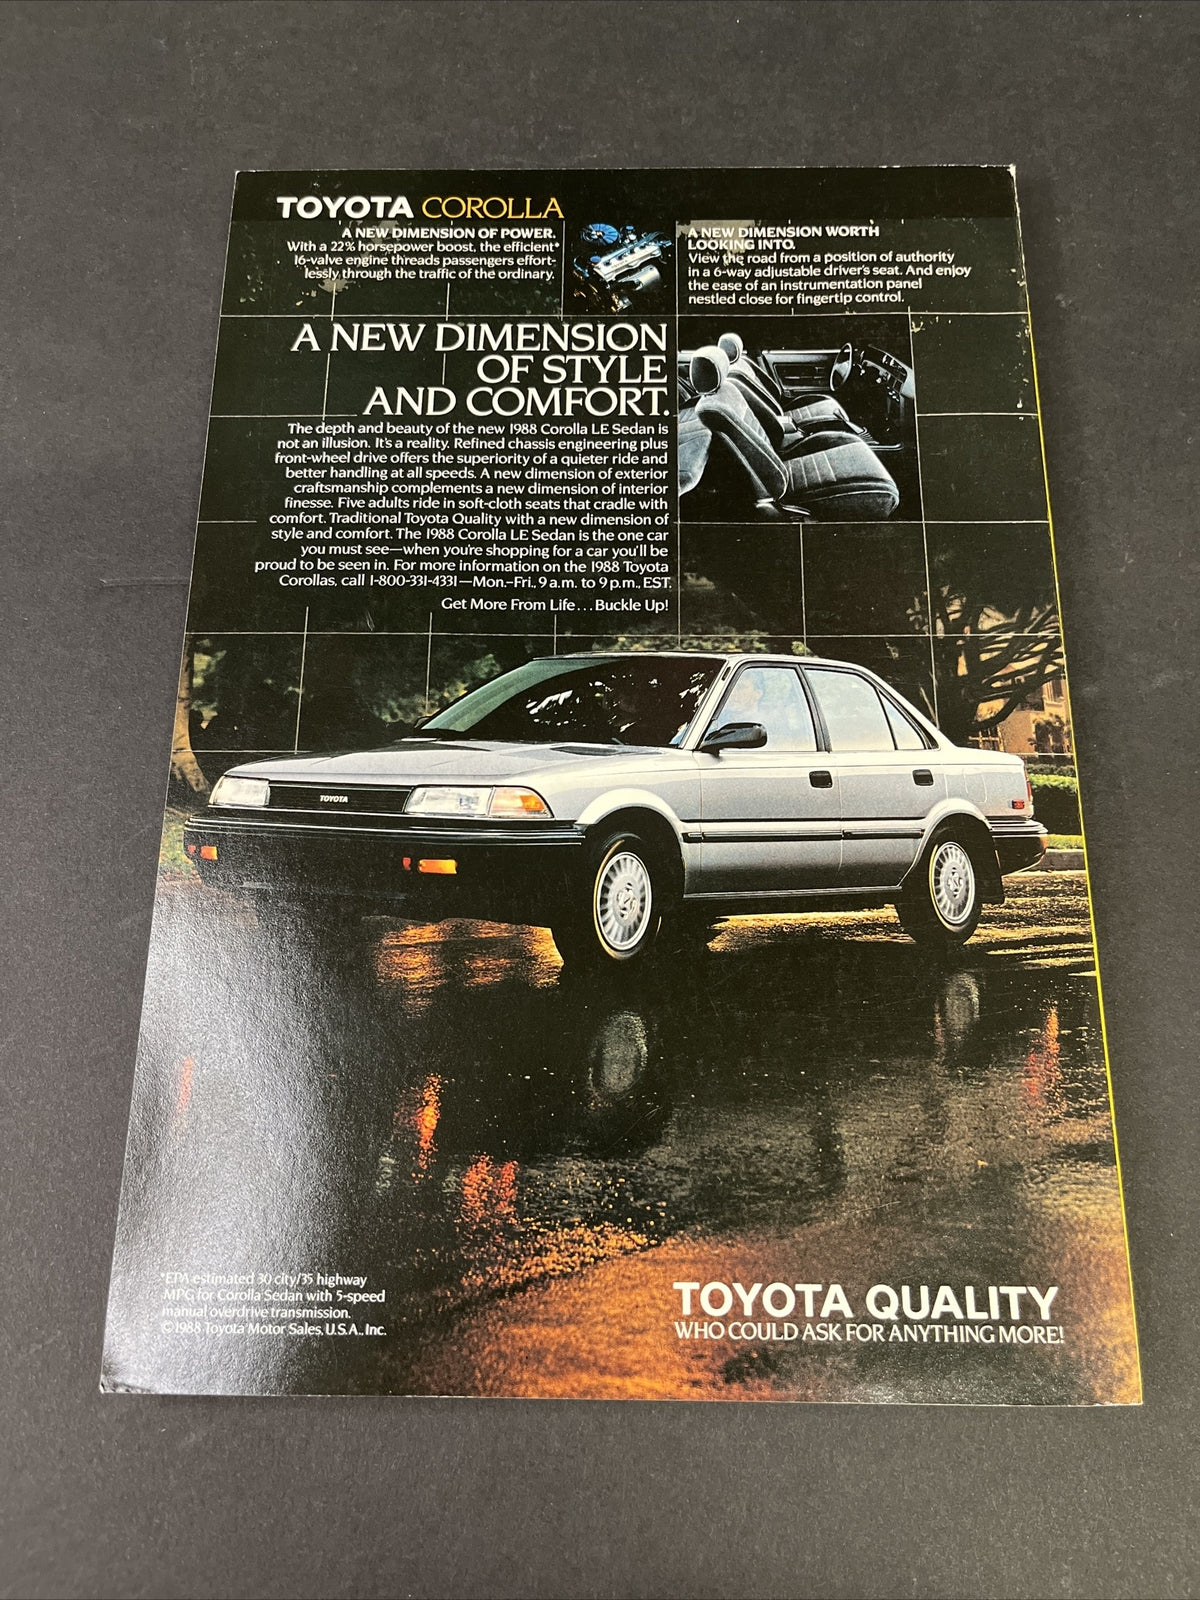 TOYOTA COROLLA
A NEW DIMENSION OF POWER.
With a 22% horsepower boost, the efficient*
16-valve engine threads passengers effort-
lessly through the traffic of the ordinary.
A NEW DIMENSION WORTH
LOOKING INTO.
View the road from a position of authority
in a 6-way adjustable driver's seat. And enjoy
the ease of an instrumentation panel
nestled close for fingertip control.
A NEW DIMENSION
OF STYLE
AND COMFORT.
The depth and beauty of the new 1988 Corolla LE Sedan is
not an illusion. It's a reality. Refined chassis engineering plus
front-wheel drive offers the superiority of a quieter ride and
better handling at all speeds. A new dimension of exterior
craftsmanship complements a new dimension of interior
finesse. Five adults ride in soft-cloth seats that cradle with
comfort. Traditional Toyota Quality with a new dimension of
style and comfort. The 1988 Corolla LE Sedan is the one car
you must see—when you're shopping for a car you'll be
proud to be seen in. For more information on the 1988 Toyota
Corollas, call 1-800-331-4331—Mon.-Fri., 9 a.m. to 9 p.m., EST.
Get More From Life...Buckle Up!
TOYOTA
*EPA estimated 30 city/35 highway
MPG for Corolla Sedan with 5-speed
manual overdrive transmission.
©1988 Toyota Motor Sales, U.S.A., Inc.
TOYOTA QUALITY
WHO COULD ASK FOR ANYTHING MORE!